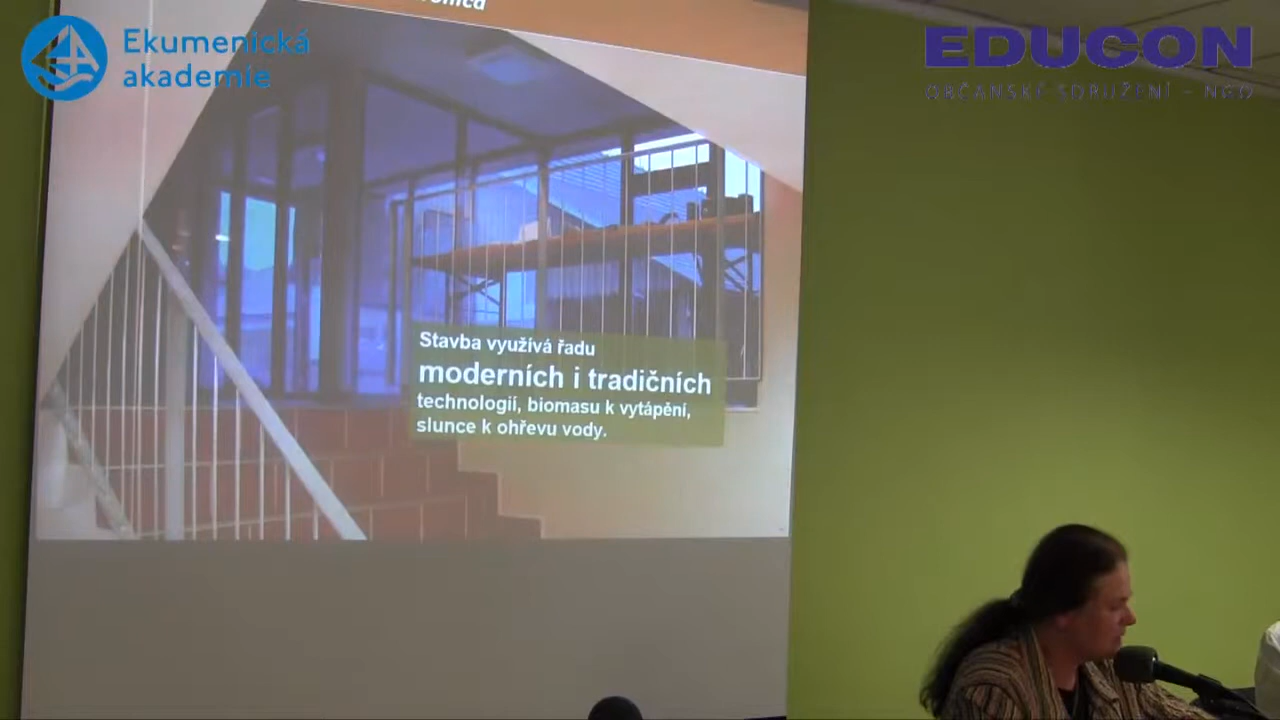 Ekumenická
akademie
EDUCON
OBČANSKÉ SDRUŽENÍ - NGO
Stavba využívá řadu
moderních i tradičních
technologií, biomasu k vytápění,
slunce k ohřevu vody.